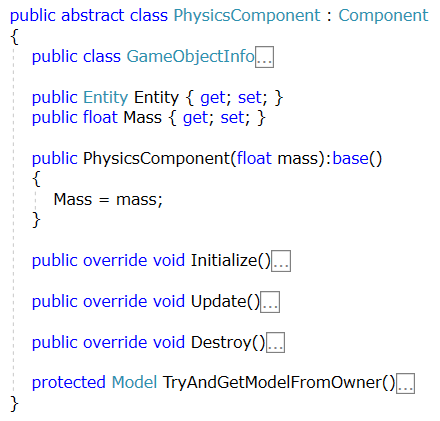 public abstract class PhysicsComponent : Component
{
public class GameObjectInfo...
public Entity Entity { get; set; }
public float Mass { get; set; }
public PhysicsComponent(float mass):base()
{
Mass = mass;
}
public override void Initialize()...
public override void Update()...
public override void Destroy()...
protected Model TryAndGetModelFromOwner()...
}